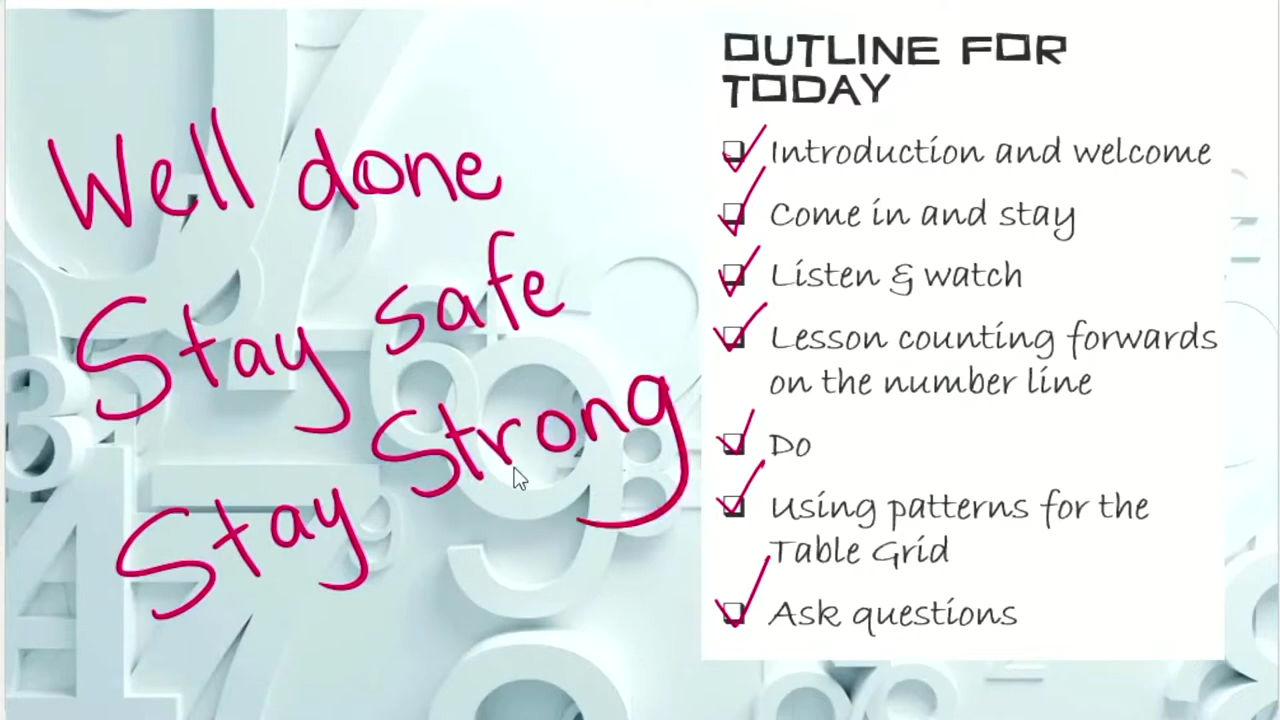 Well done
Stay safe
Stay Strong
OUTLINE FOR
TODAY
Introduction and welcome
Come in and stay
Listen & watch
Lesson counting forwards
on the number line
Do
Using patterns for the
Table Grid
Ask questions